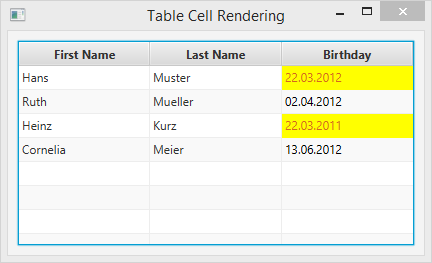 Table Cell Rendering
First Name Last Name Birthday
Hans Muster 22.03.2012
Ruth Mueller 02.04.2012
Heinz Kurz 22.03.2011
Cornelia Meier 13.06.2012